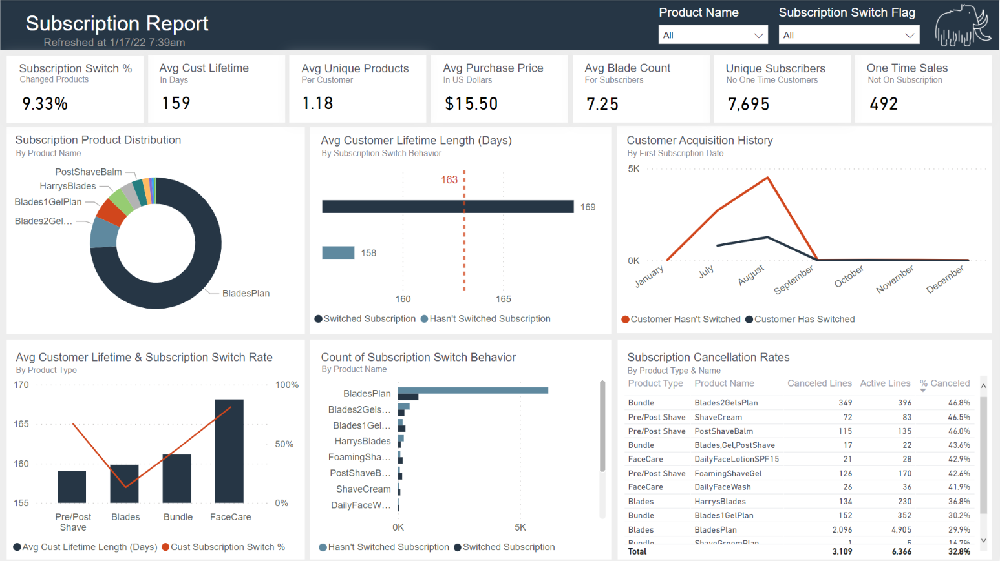 Subscription Report
Refreshed at 1/17/22 7:39am
Product Name
All
Subscription Switch Flag
All
Subscription Switch %
Changed Products
9.33%
Avg Cust Lifetime
In Days
159
Avg Unique Products
Per Customer
1.18
Avg Purchase Price
In US Dollars
$15.50
Avg Blade Count
For Subscribers
7.25
Unique Subscribers
No One Time Customers
7,695
One Time Sales
Not On Subscription
492
Subscription Product Distribution
By Product Name
PostShaveBalm
HarrysBlades
Blades1GelPlan
Blades2Gel...
BladesPlan
Avg Customer Lifetime Length (Days)
By Subscription Switch Behavior
163
169
158
160 165
Switched Subscription Hasn't Switched Subscription
Customer Acquisition History
By First Subscription Date
5K
0K
January July August September October November December
Customer Hasn't Switched Customer Has Switched
Avg Customer Lifetime & Subscription Switch Rate
By Product Type
170 100%
165
50%
160
155 0%
Pre/Post Shave Blades Bundle FaceCare
Avg Cust Lifetime Length (Days) Cust Subscription Switch %
Count of Subscription Switch Behavior
By Product Name
BladesPlan
Blades2Gels...
Blades1Gel...
HarrysBlades
FoamingSha...
PostShaveB...
ShaveCream
DailyFaceW...
0K 5K
Hasn't Switched Subscription Switched Subscription
Subscription Cancellation Rates
By Product Type & Name
Product Type Product Name Canceled Lines Active Lines % Canceled
Bundle Blades2GelsPlan 349 396 46.8%
Pre/Post Shave ShaveCream 72 83 46.5%
Pre/Post Shave PostShaveBalm 115 135 46.0%
Bundle Blades,Gel,PostShave 17 22 43.6%
FaceCare DailyFaceLotionSPF15 21 28 42.9%
Pre/Post Shave FoamingShaveGel 126 170 42.6%
FaceCare DailyFaceWash 26 36 41.9%
Blades HarrysBlades 134 230 36.8%
Bundle Blades1GelPlan 152 352 30.2%
Blades BladesPlan 2,096 4,905 29.9%
Bundle ShaveGroomPlan 1 5 16.7%
Total 3,109 6,366 32.8%